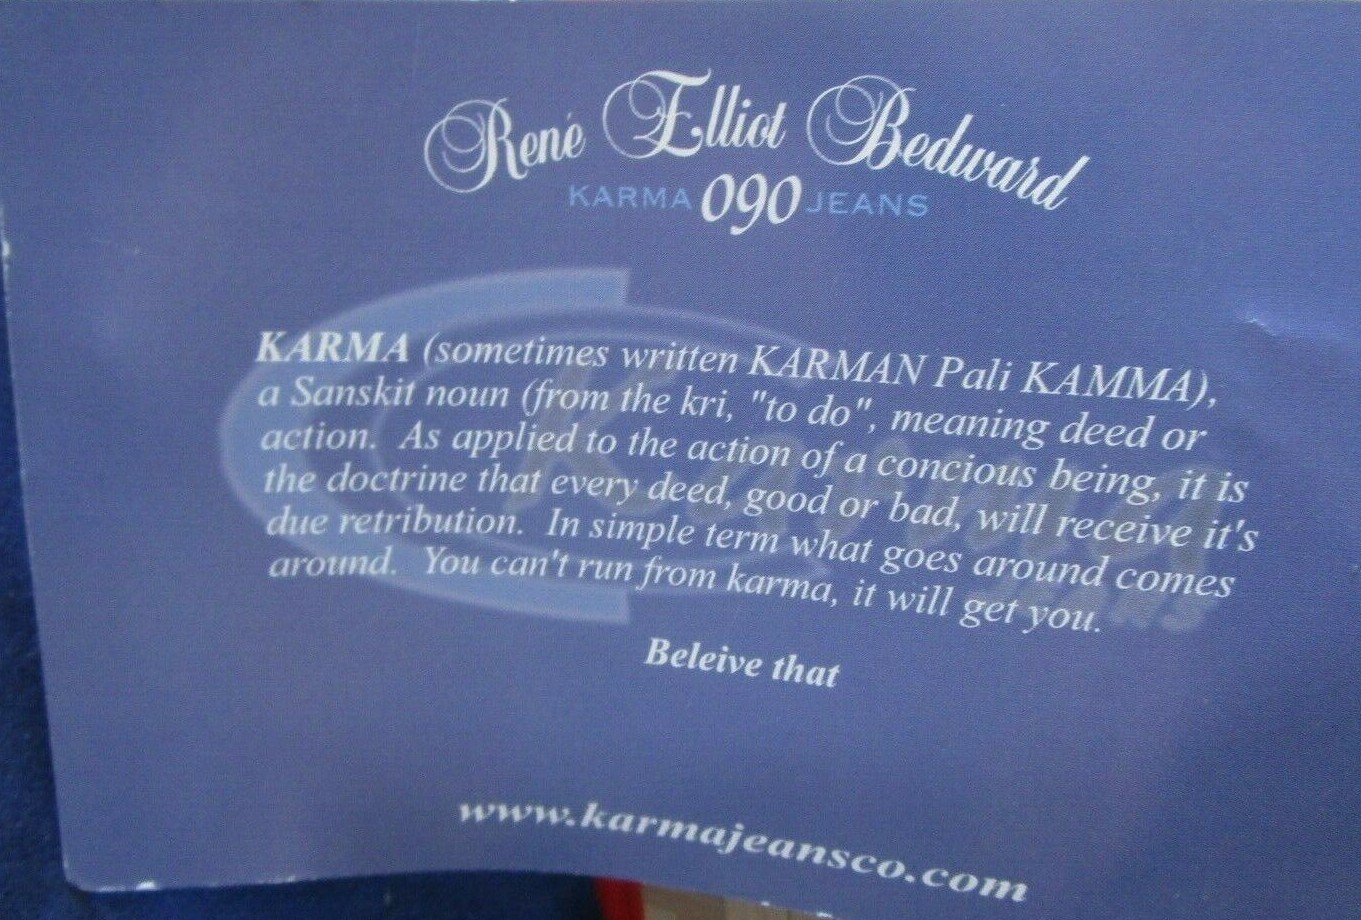 René Elliot Bedward
KARMA 090 JEANS
KARMA (sometimes written KARMAN Pali KAMMA),
a Sanskit noun (from the kri, "to do", meaning deed or
action. As applied to the action of a concious being, it is
the doctrine that every deed, good or bad, will receive it's
due retribution. In simple term what goes around comes
around. You can't run from karma, it will get you.
Beleive that
www.karmajeansco.com